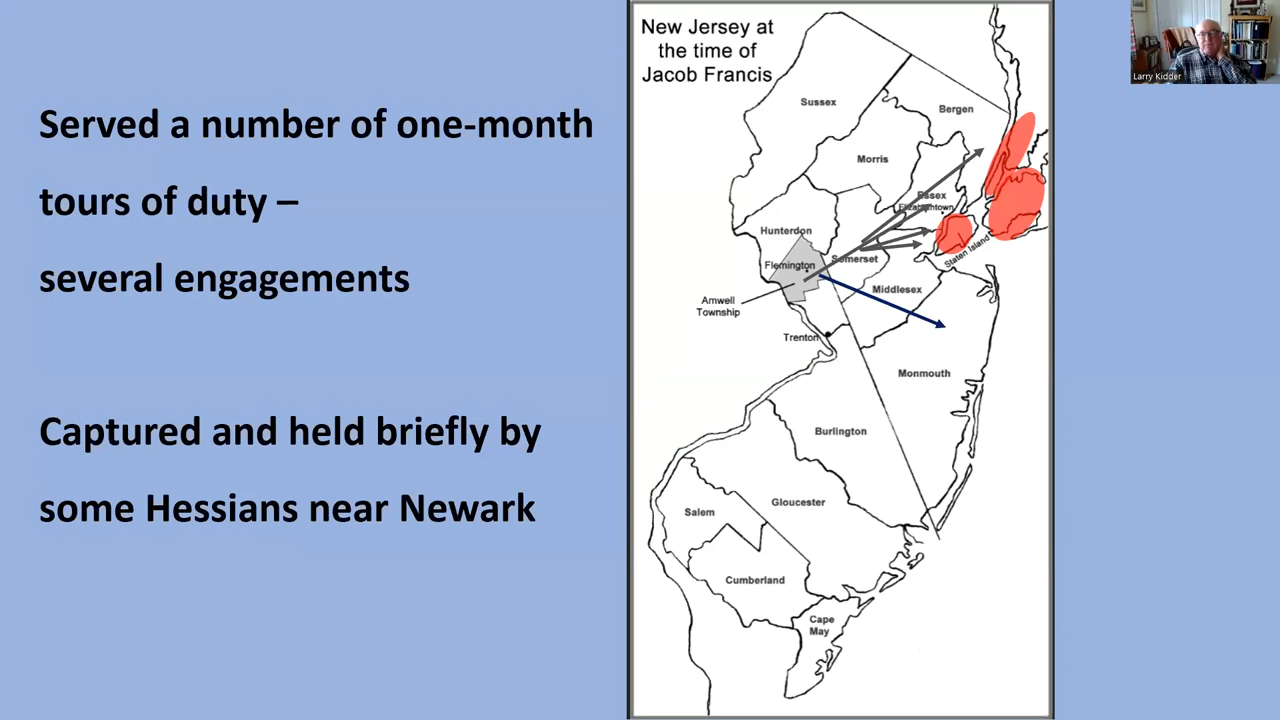 Served a number of one-month
tours of duty –
several engagements
Captured and held briefly by
some Hessians near Newark
New Jersey at
the time of
Jacob Francis
Sussex
Bergen
Morris
Essex
Elizabethtown
Hunterdon
Somerset
Staten Island
Flemington
Middlesex
Amwell
Township
Trenton
Monmouth
Burlington
Gloucester
Salem
Cumberland
Cape
May
Larry Kidder